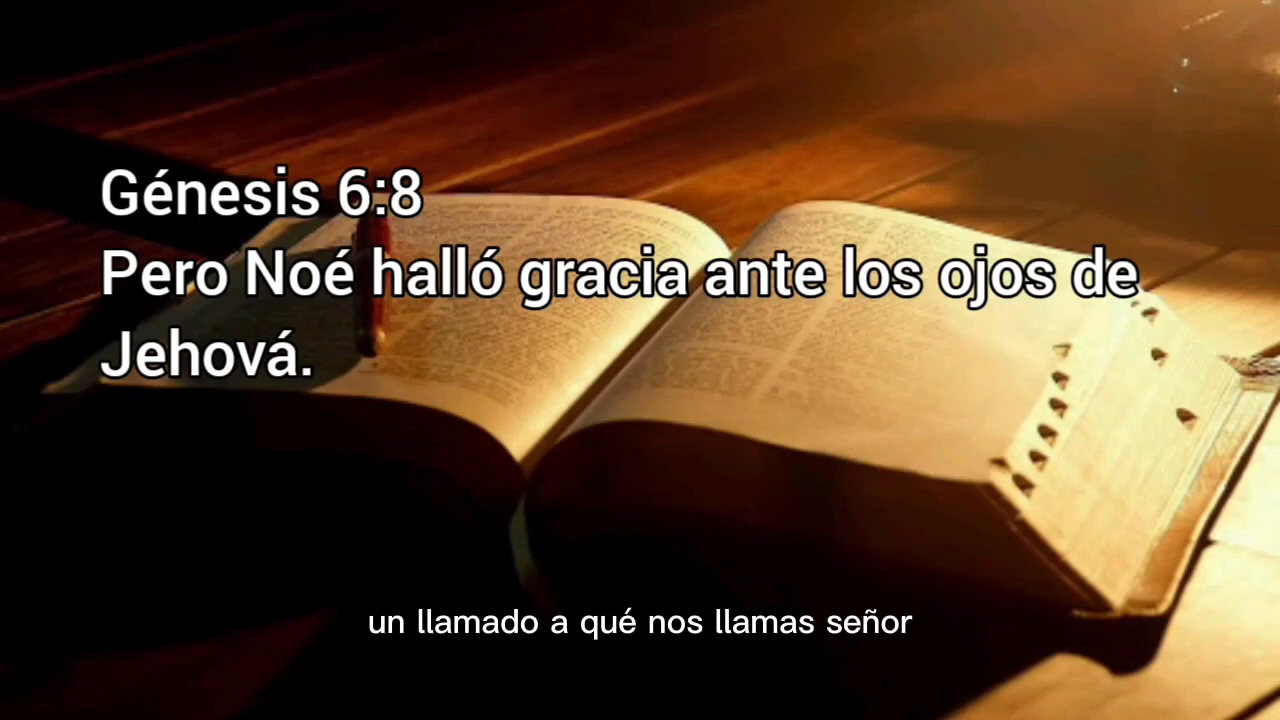 Génesis 6:8
Pero Noé halló gracia ante los ojos de
Jehová.
un llamado a qué nos llamas señor